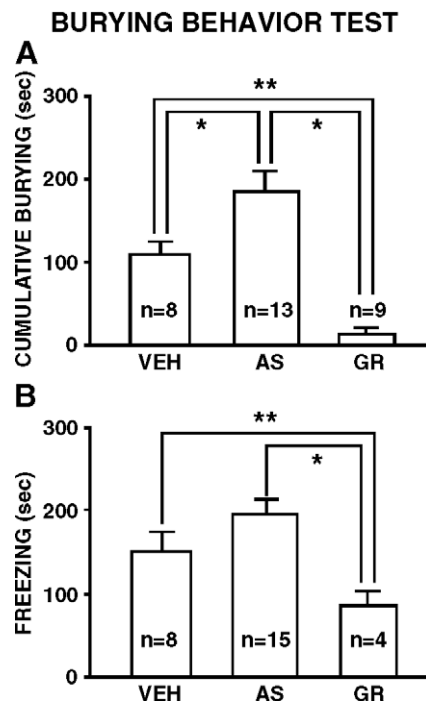 BURYING BEHAVIOR TEST
A
CUMULATIVE BURYING (sec)
300
200
100
0
**
*
*
n=8
n=13
n=9
VEH
AS
GR
B
FREEZING (sec)
300
200
100
0
**
*
n=8
n=15
n=4
VEH
AS
GR